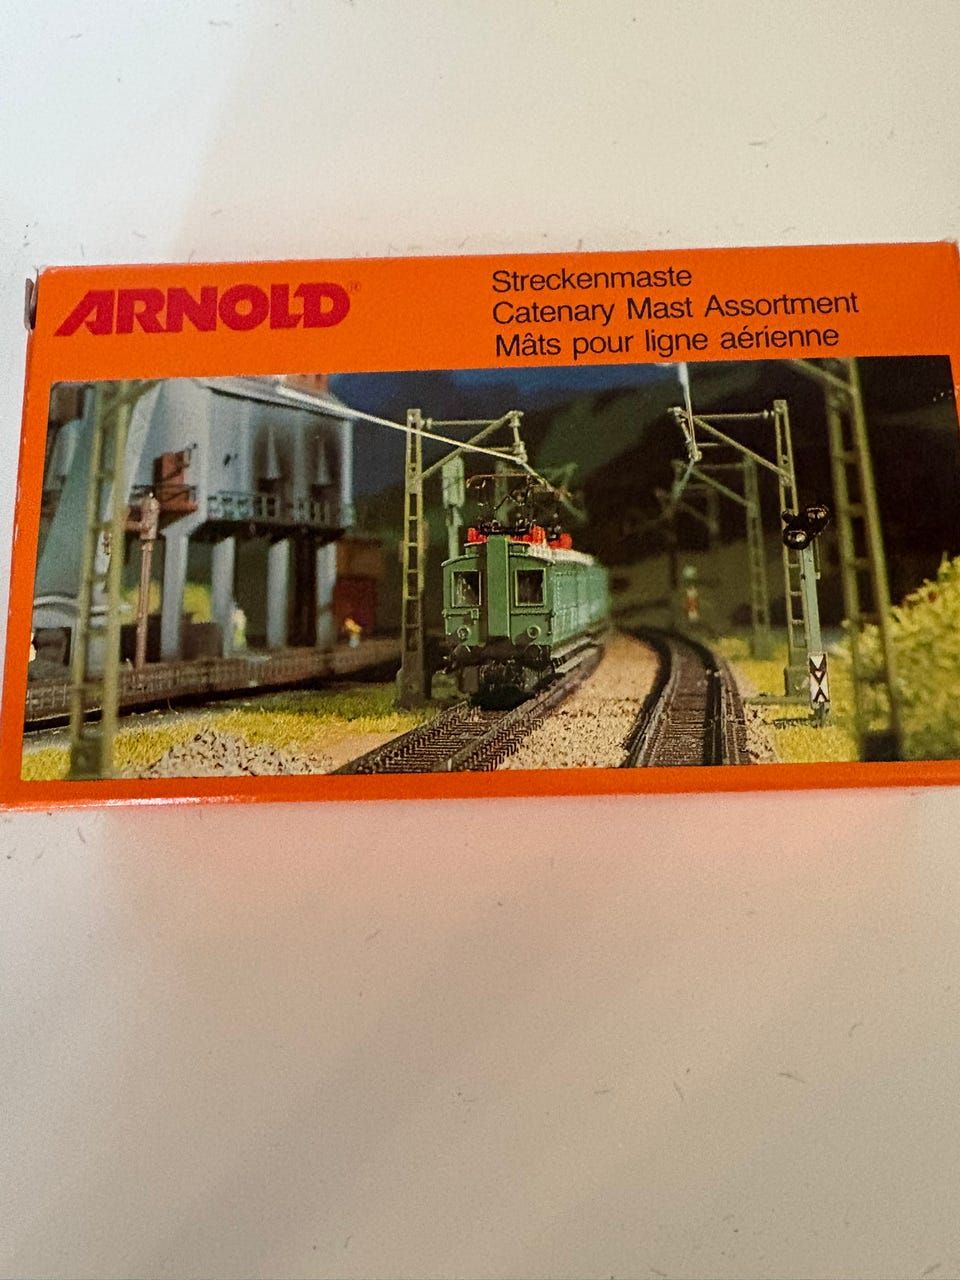 ARNOLD®
Streckenmaste
Catenary Mast Assortment
Mâts pour ligne aérienne